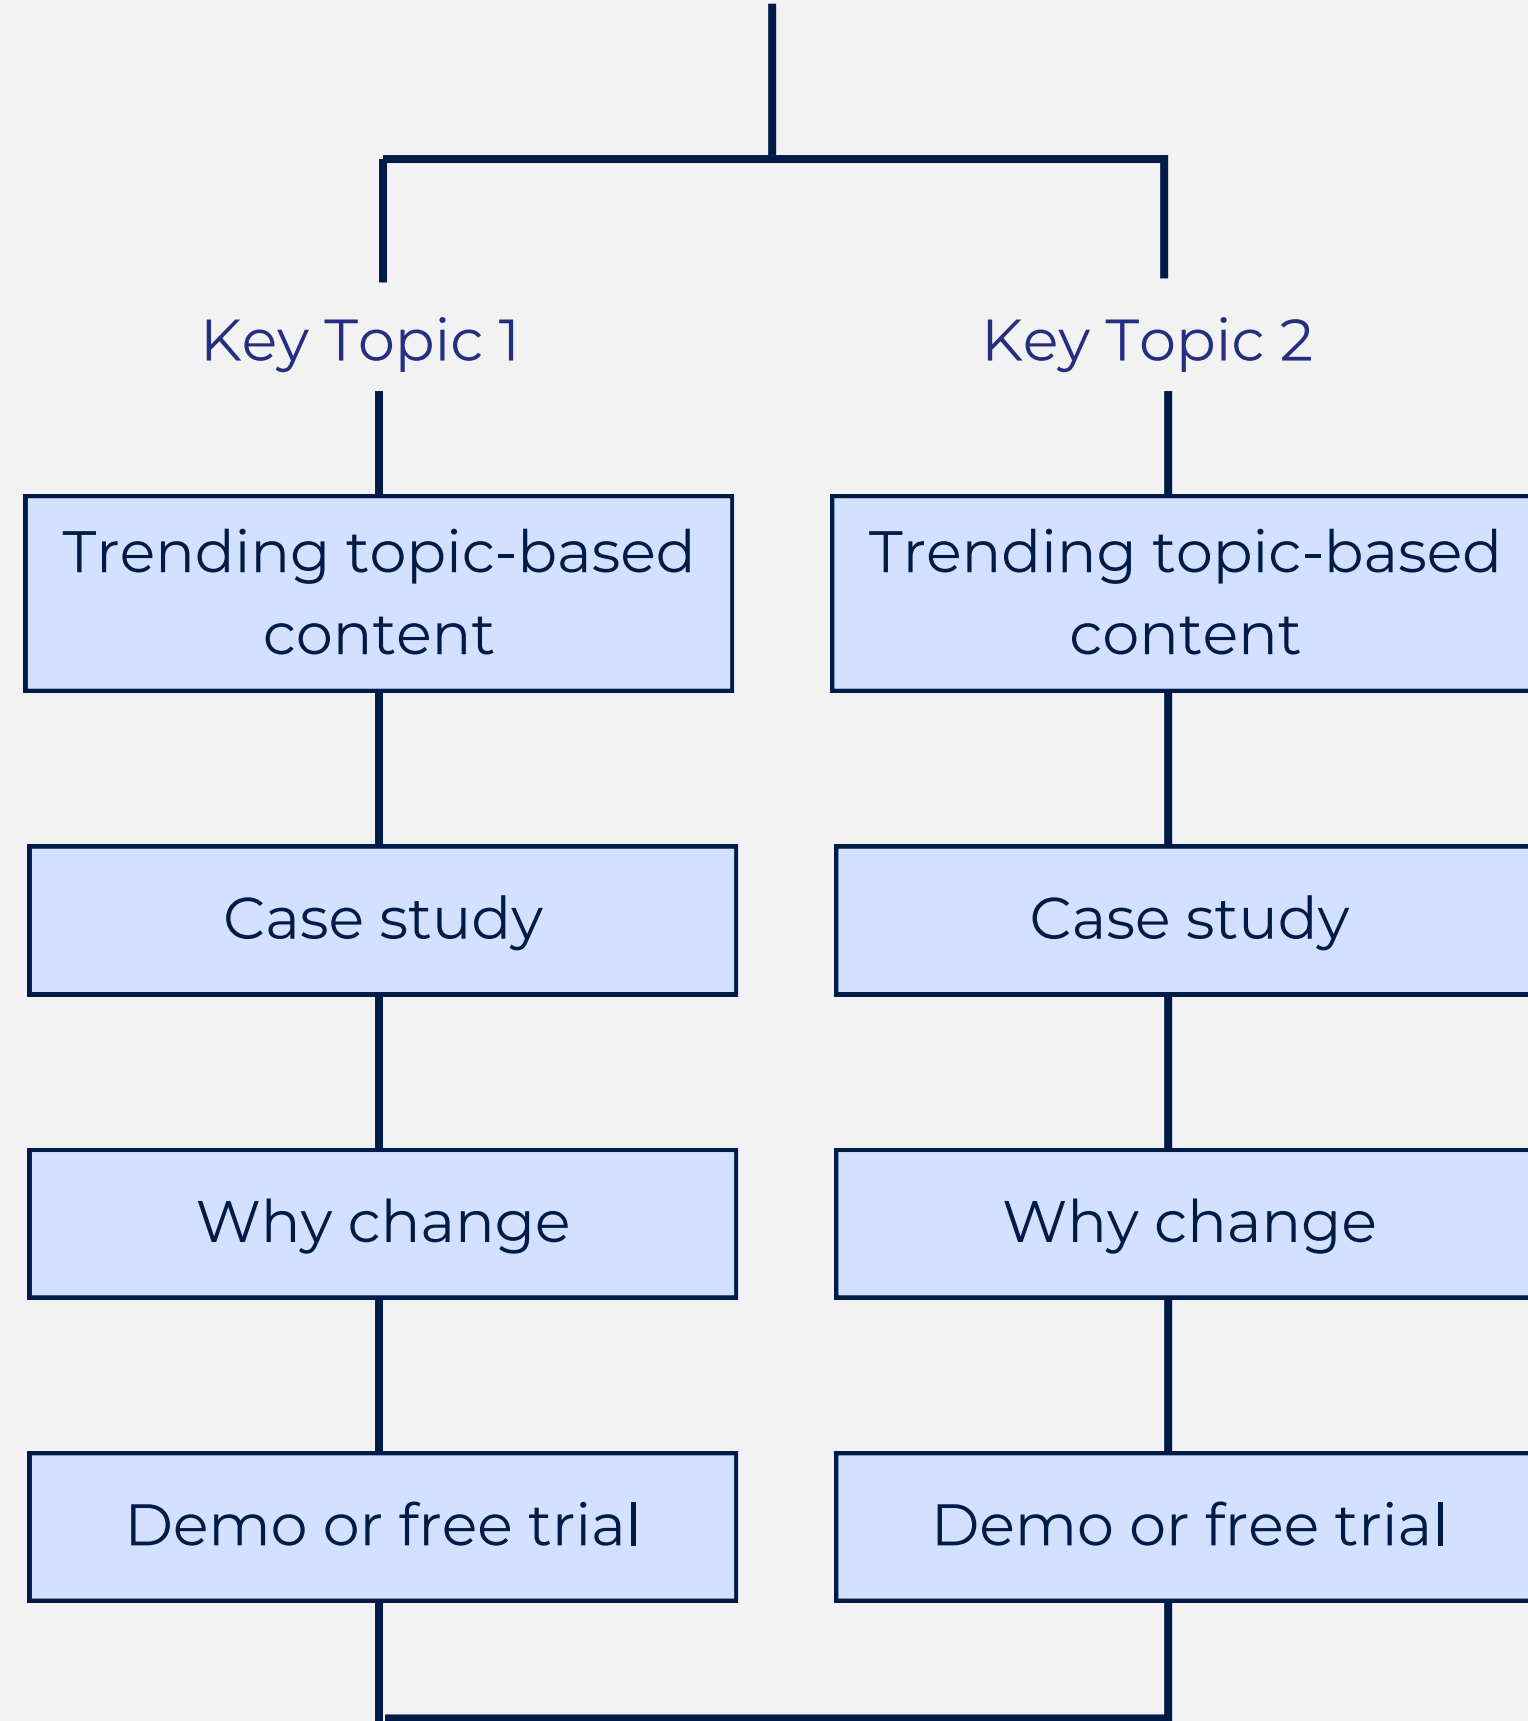 Key Topic 1
Key Topic 2
Trending topic-based
content
Trending topic-based
content
Case study
Case study
Why change
Why change
Demo or free trial
Demo or free trial